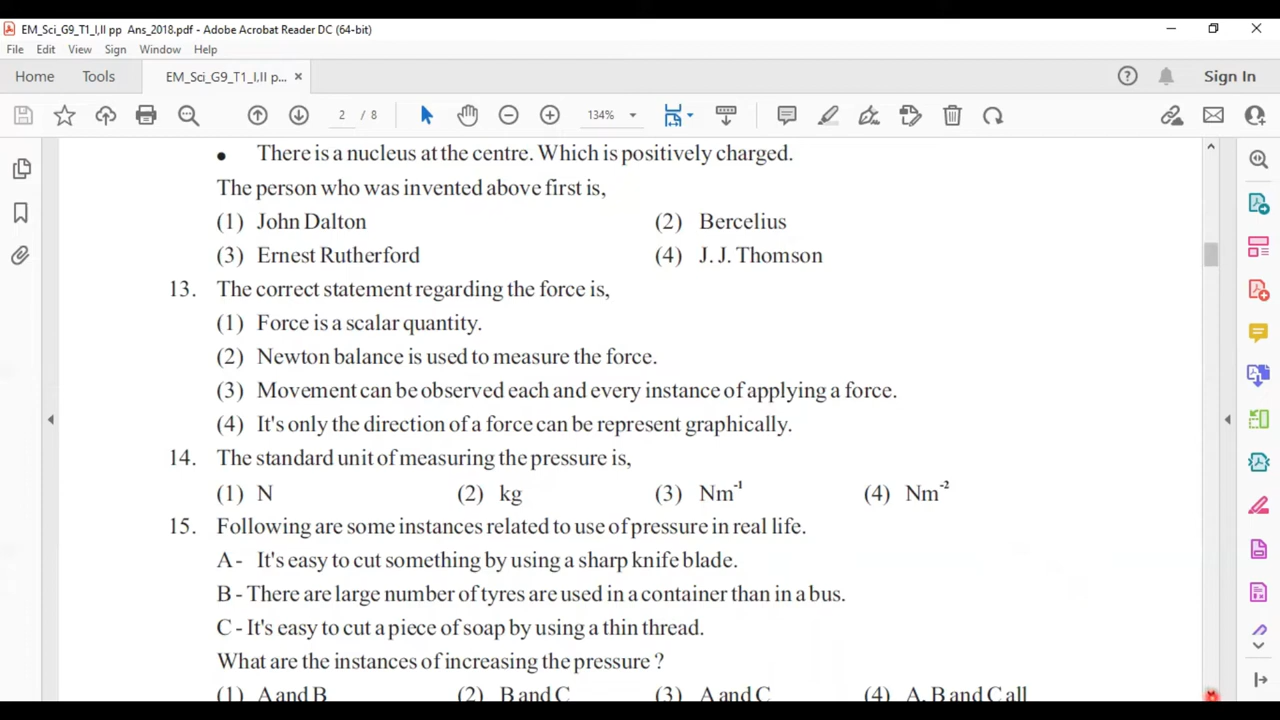 EM_Sci_G9_T1_I,II pp Ans_2018.pdf - Adobe Acrobat Reader DC (64-bit)
File Edit View Sign Window Help
Home Tools EM_Sci_G9_T1_I,II p... × Sign In
2 / 8 134%
• There is a nucleus at the centre. Which is positively charged.
The person who was invented above first is,
(1) John Dalton (2) Bercelius
(3) Ernest Rutherford (4) J. J. Thomson
13. The correct statement regarding the force is,
(1) Force is a scalar quantity.
(2) Newton balance is used to measure the force.
(3) Movement can be observed each and every instance of applying a force.
(4) It's only the direction of a force can be represent graphically.
14. The standard unit of measuring the pressure is,
(1) N (2) kg (3) Nm⁻¹ (4) Nm⁻²
15. Following are some instances related to use of pressure in real life.
A - It's easy to cut something by using a sharp knife blade.
B - There are large number of tyres are used in a container than in a bus.
C - It's easy to cut a piece of soap by using a thin thread.
What are the instances of increasing the pressure ?
(1) A and B (2) B and C (3) A and C (4) A, B and C all